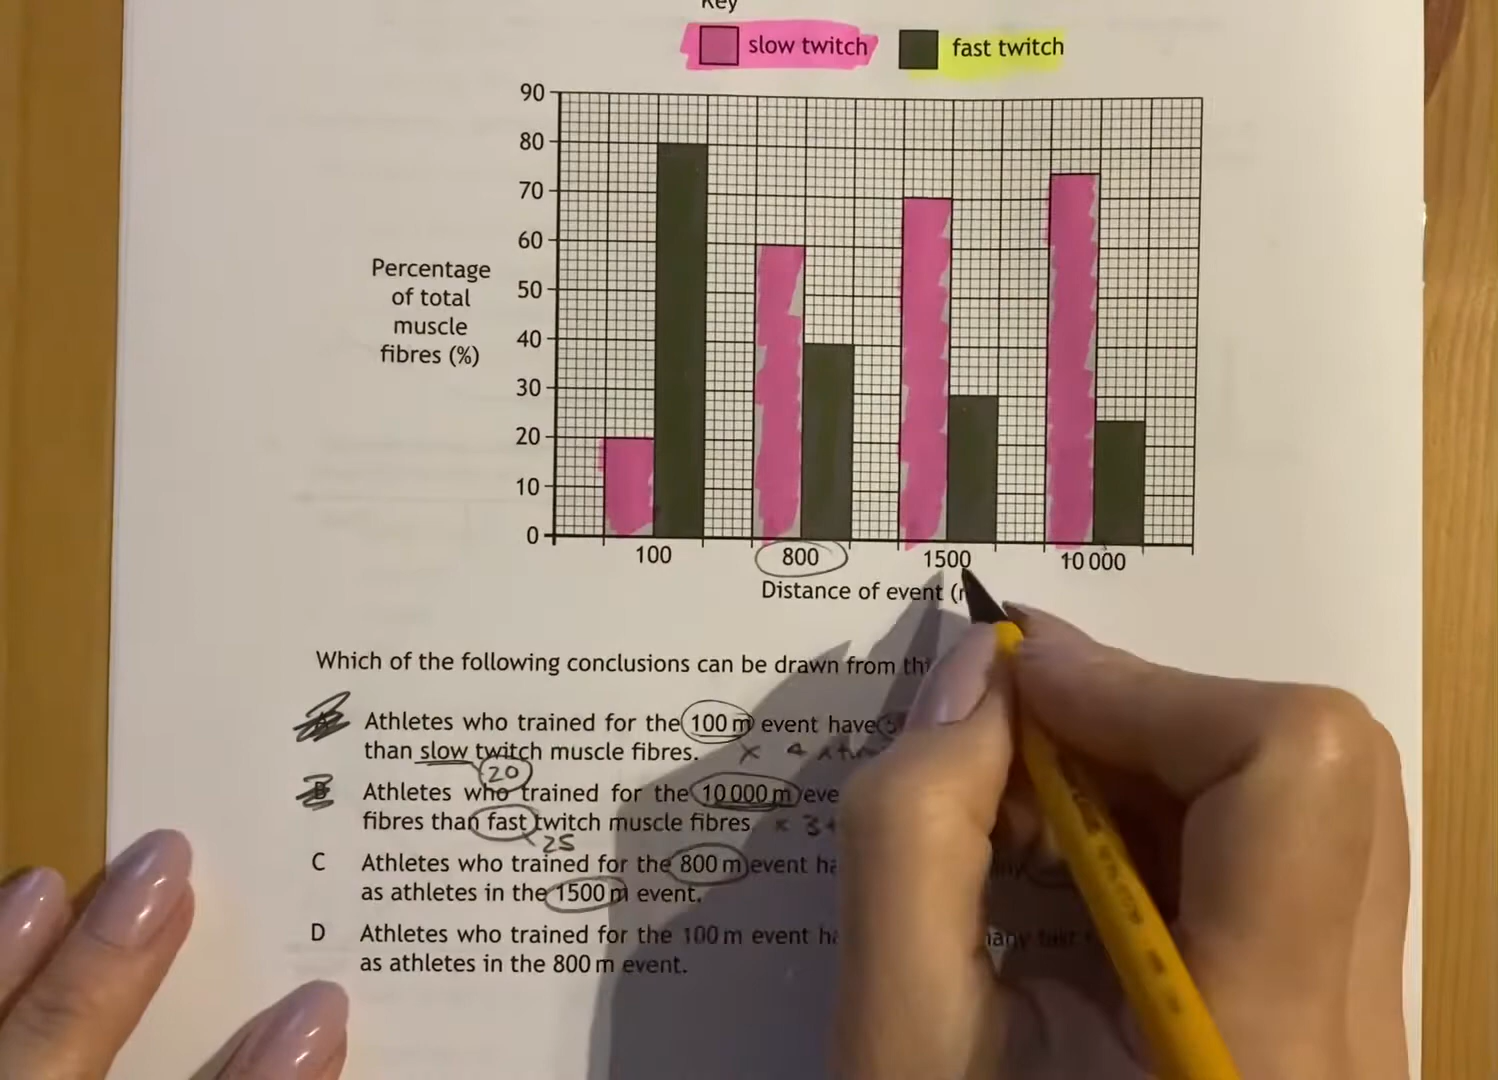 Key
slow twitch fast twitch
90
80
70
60
50
40
30
20
10
0
Percentage
of total
muscle
fibres (%)
100 800 1500 10 000
Distance of event
Which of the following conclusions can be drawn from
A Athletes who trained for the 100 m event have
than slow twitch muscle fibres. × 4 ×
20
B Athletes who trained for the 10 000 m
fibres than fast twitch muscle fibres × 3
25
C Athletes who trained for the 800 m event
as athletes in the 1500 m event.
D Athletes who trained for the 100 m event many fast
as athletes in the 800 m event.